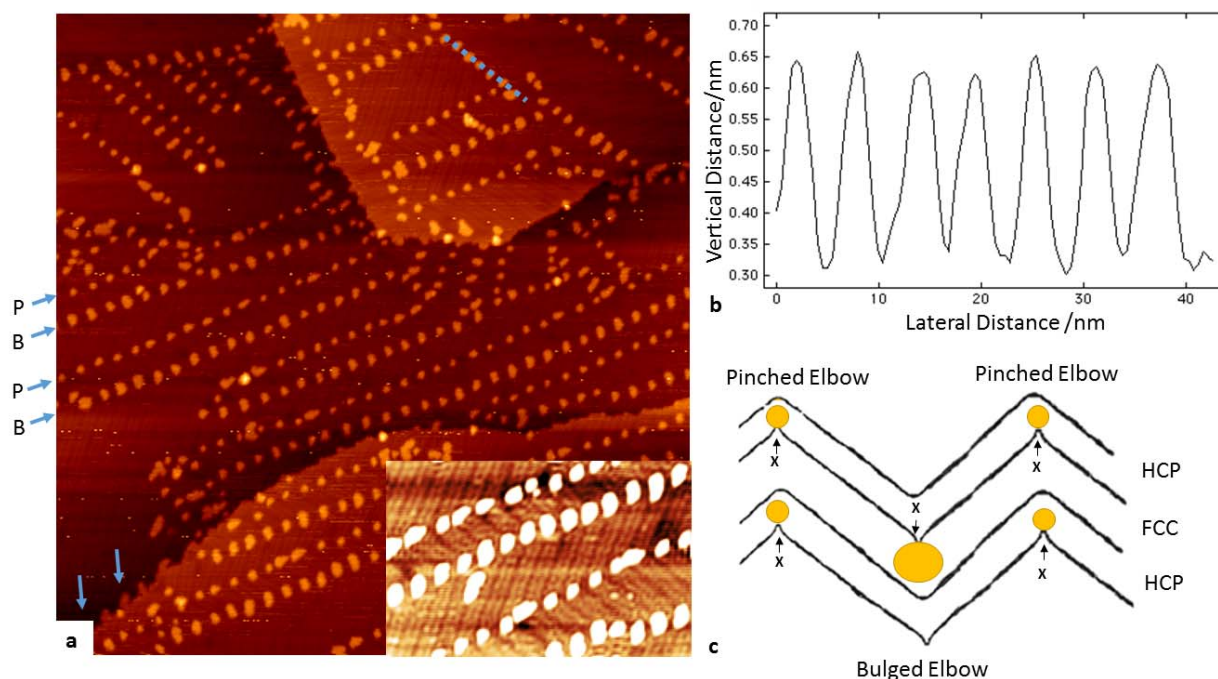 P
B
P
B
a
0.70
0.65
0.60
0.55
0.50
0.45
0.40
0.35
0.30
Vertical Distance/nm
0
10
20
30
40
Lateral Distance /nm
b
Pinched Elbow
Pinched Elbow
x
x
HCP
x
FCC
x
x
HCP
c
Bulged Elbow